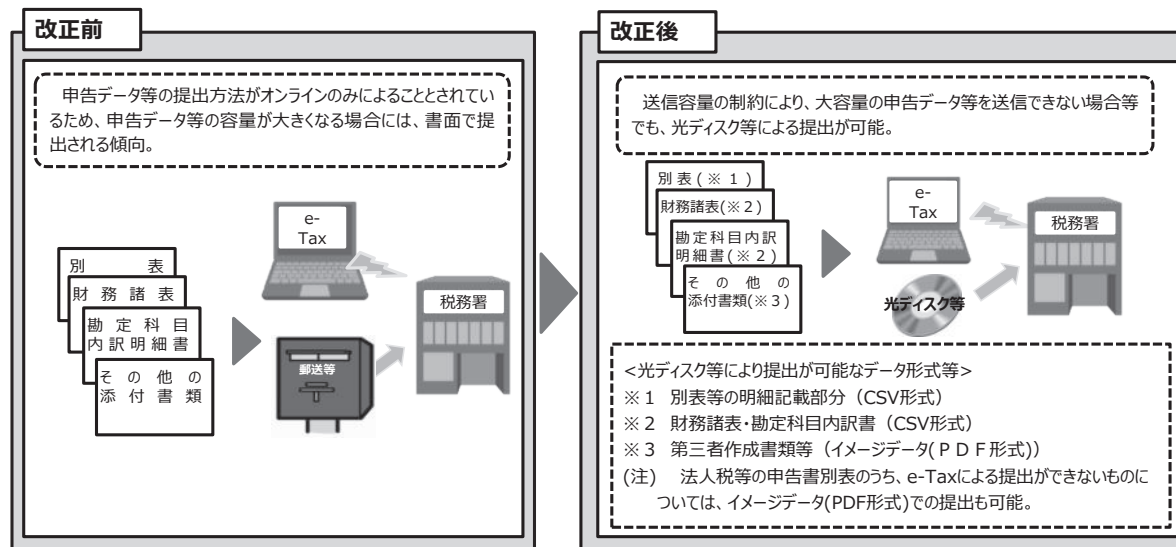 改正前
申告データ等の提出方法がオンラインのみによることとされてい
るため、申告データ等の容量が大きくなる場合には、書面で提
出される傾向。
別表
財務諸表
勘定科目
内訳明細書
その他の
添付書類
e-
Tax
郵送等
税務署
改正後
送信容量の制約により、大容量の申告データ等を送信できない場合等
でも、光ディスク等による提出が可能。
別表(※1)
財務諸表(※2)
勘定科目内訳
明細書(※2)
その他の
添付書類(※3)
e-
Tax
光ディスク等
税務署
<光ディスク等により提出が可能なデータ形式等>
※1 別表等の明細記載部分（CSV形式）
※2 財務諸表・勘定科目内訳書（CSV形式）
※3 第三者作成書類等（イメージデータ(ＰＤＦ形式)）
(注) 法人税等の申告書別表のうち、e-Taxによる提出ができないものに
ついては、イメージデータ(PDF形式)での提出も可能。